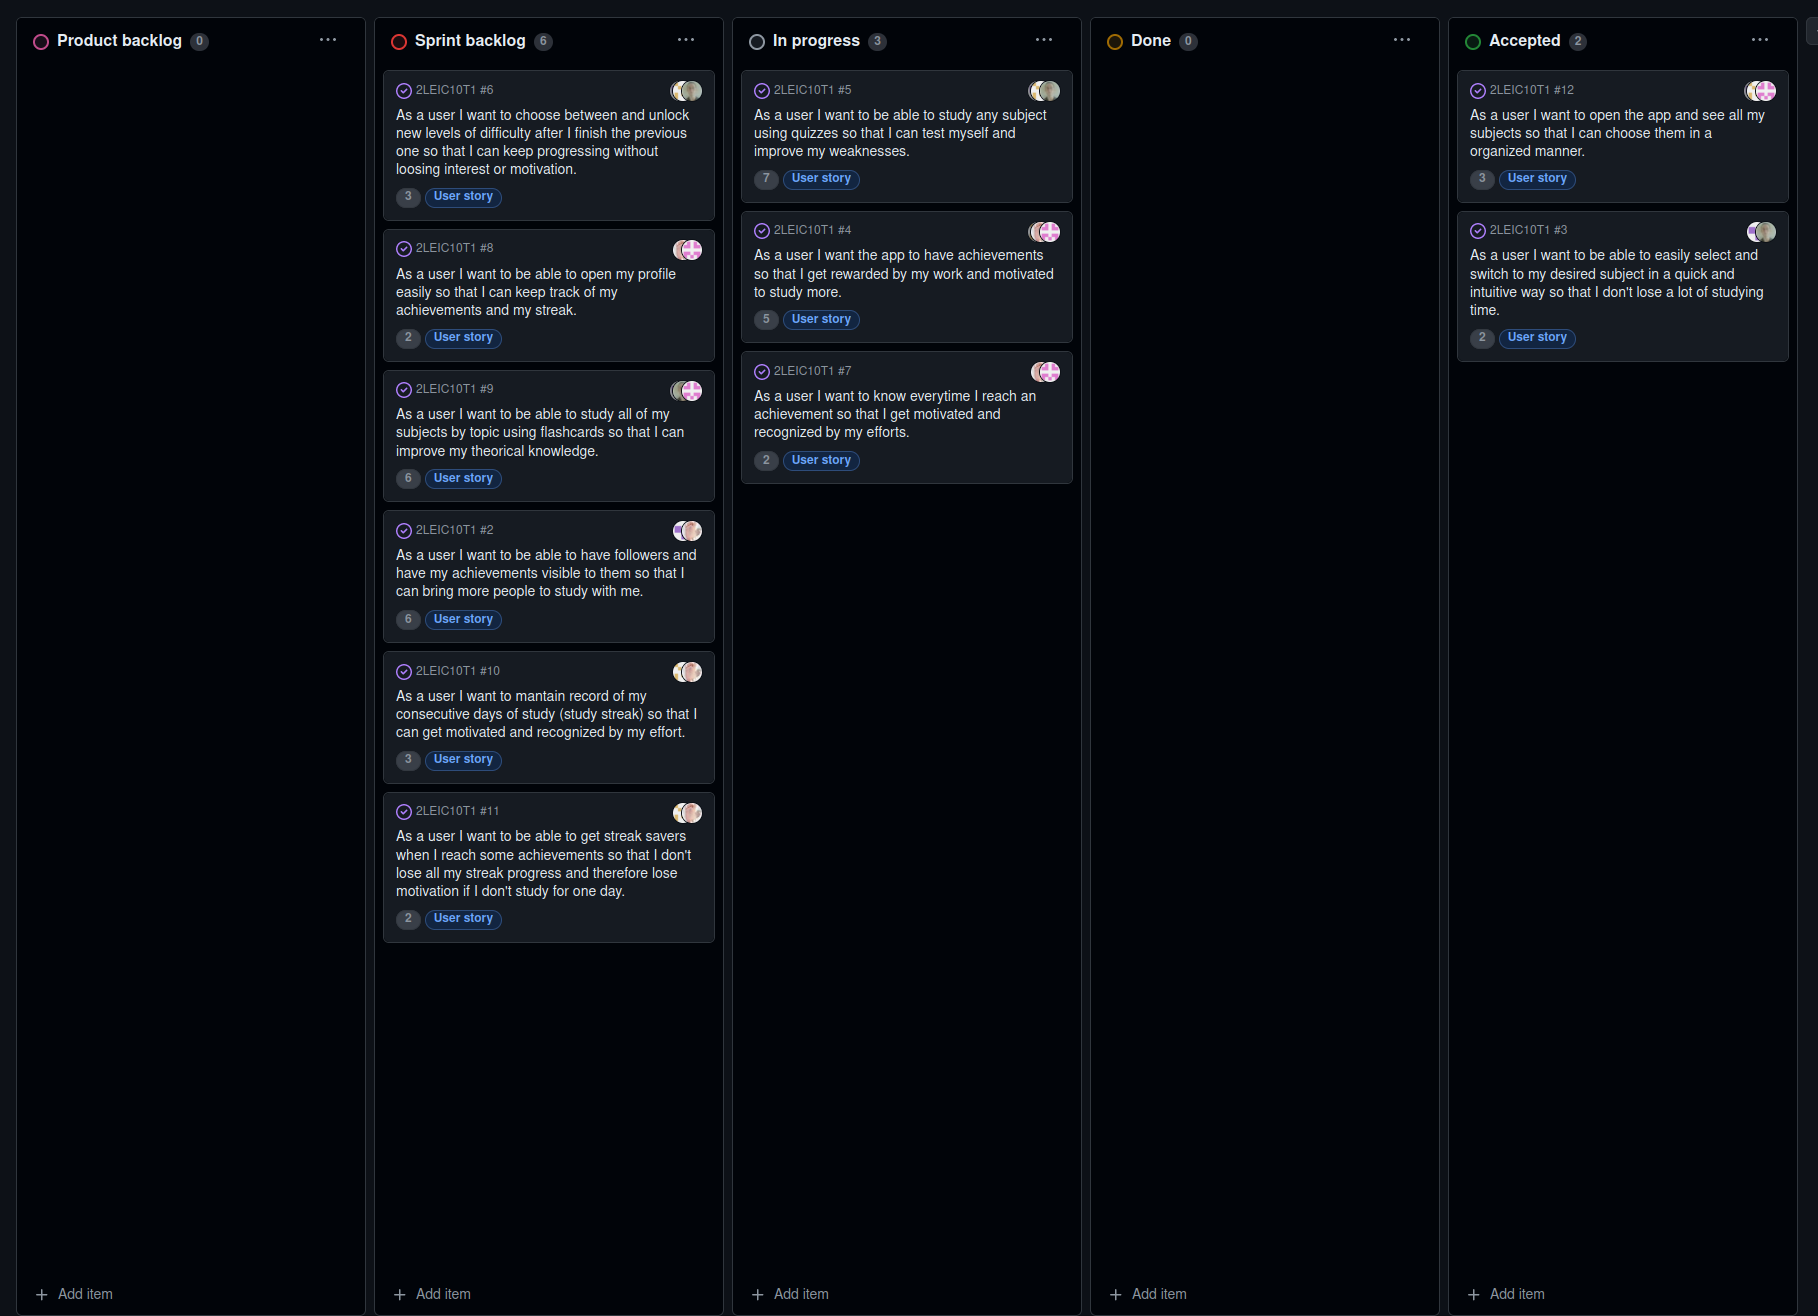 Product backlog 0
Sprint backlog 6
2LEIC10T1 #6
As a user I want to choose between and unlock
new levels of difficulty after I finish the previous
one so that I can keep progressing without
loosing interest or motivation.
3 User story
2LEIC10T1 #8
As a user I want to be able to open my profile
easily so that I can keep track of my
achievements and my streak.
2 User story
2LEIC10T1 #9
As a user I want to be able to study all of my
subjects by topic using flashcards so that I can
improve my theorical knowledge.
6 User story
2LEIC10T1 #2
As a user I want to be able to have followers and
have my achievements visible to them so that I
can bring more people to study with me.
6 User story
2LEIC10T1 #10
As a user I want to mantain record of my
consecutive days of study (study streak) so that I
can get motivated and recognized by my effort.
3 User story
2LEIC10T1 #11
As a user I want to be able to get streak savers
when I reach some achievements so that I don't
lose all my streak progress and therefore lose
motivation if I don't study for one day.
2 User story
In progress 3
2LEIC10T1 #5
As a user I want to be able to study any subject
using quizzes so that I can test myself and
improve my weaknesses.
7 User story
2LEIC10T1 #4
As a user I want the app to have achievements
so that I get rewarded by my work and motivated
to study more.
5 User story
2LEIC10T1 #7
As a user I want to know everytime I reach an
achievement so that I get motivated and
recognized by my efforts.
2 User story
Done 0
Accepted 2
2LEIC10T1 #12
As a user I want to open the app and see all my
subjects so that I can choose them in a
organized manner.
3 User story
2LEIC10T1 #3
As a user I want to be able to easily select and
switch to my desired subject in a quick and
intuitive way so that I don't lose a lot of studying
time.
2 User story
Add item
Add item
Add item
Add item
Add item